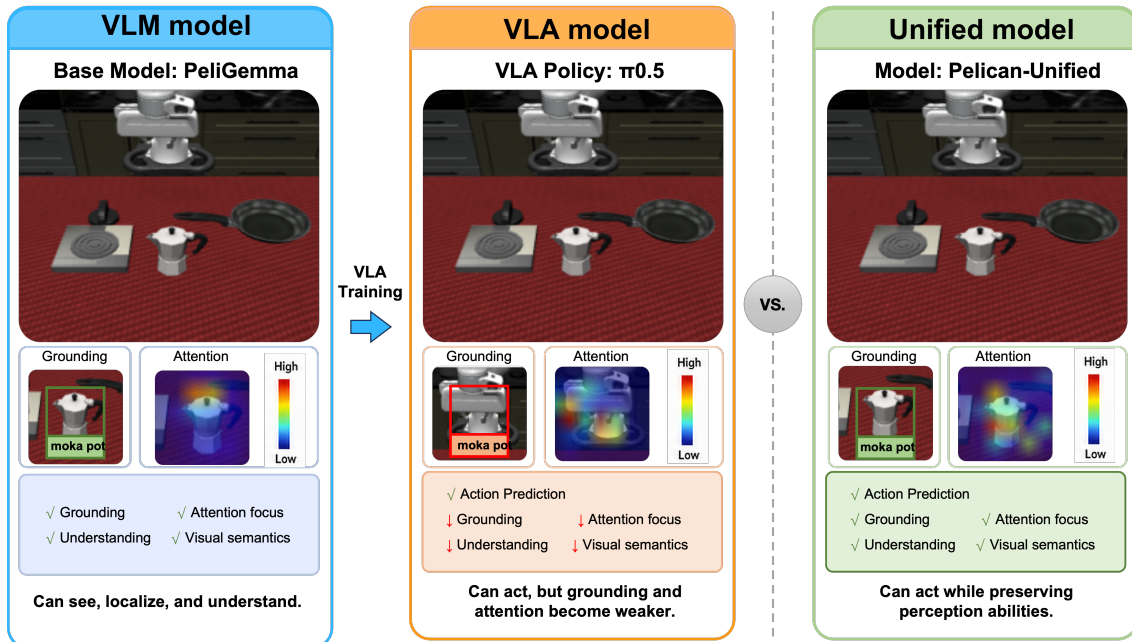 VLM model
Base Model: PeliGemma
Grounding
Attention
High
Low
moka pot
√ Grounding
√ Attention focus
√ Understanding
√ Visual semantics
Can see, localize, and understand.
VLA
Training
VLA model
VLA Policy: π0.5
Grounding
Attention
High
Low
moka pot
√ Action Prediction
↓ Grounding
↓ Attention focus
↓ Understanding
↓ Visual semantics
Can act, but grounding and
attention become weaker.
VS.
Unified model
Model: Pelican-Unified
Grounding
Attention
High
Low
moka pot
√ Action Prediction
√ Grounding
√ Attention focus
√ Understanding
√ Visual semantics
Can act while preserving
perception abilities.